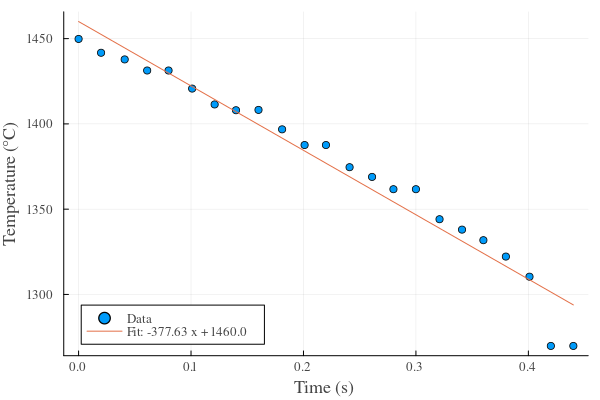 Temperature (°C)
1450
1400
1350
1300
Data
Fit: -377.63 x + 1460.0
0.0 0.1 0.2 0.3 0.4
Time (s)